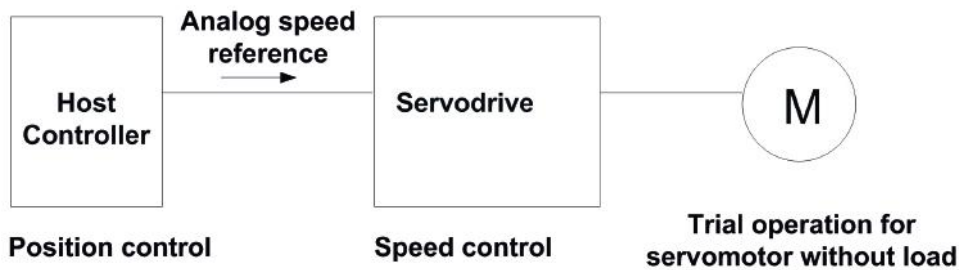 Analog speed
reference
Host
Controller
Servodrive
M
Position control
Speed control
Trial operation for
servomotor without load